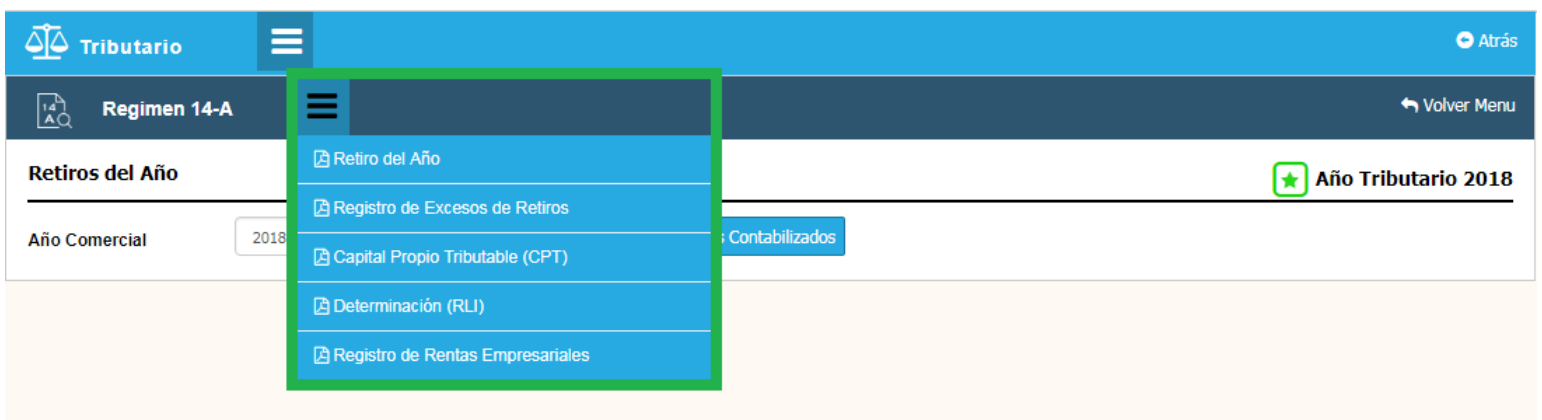 Tributario
Atrás
14 A
Regimen 14-A
Volver Menu
Retiro del Año
Registro de Excesos de Retiros
Capital Propio Tributable (CPT)
Determinación (RLI)
Registro de Rentas Empresariales
Retiros del Año
Año Tributario 2018
Año Comercial
2018
Contabilizados